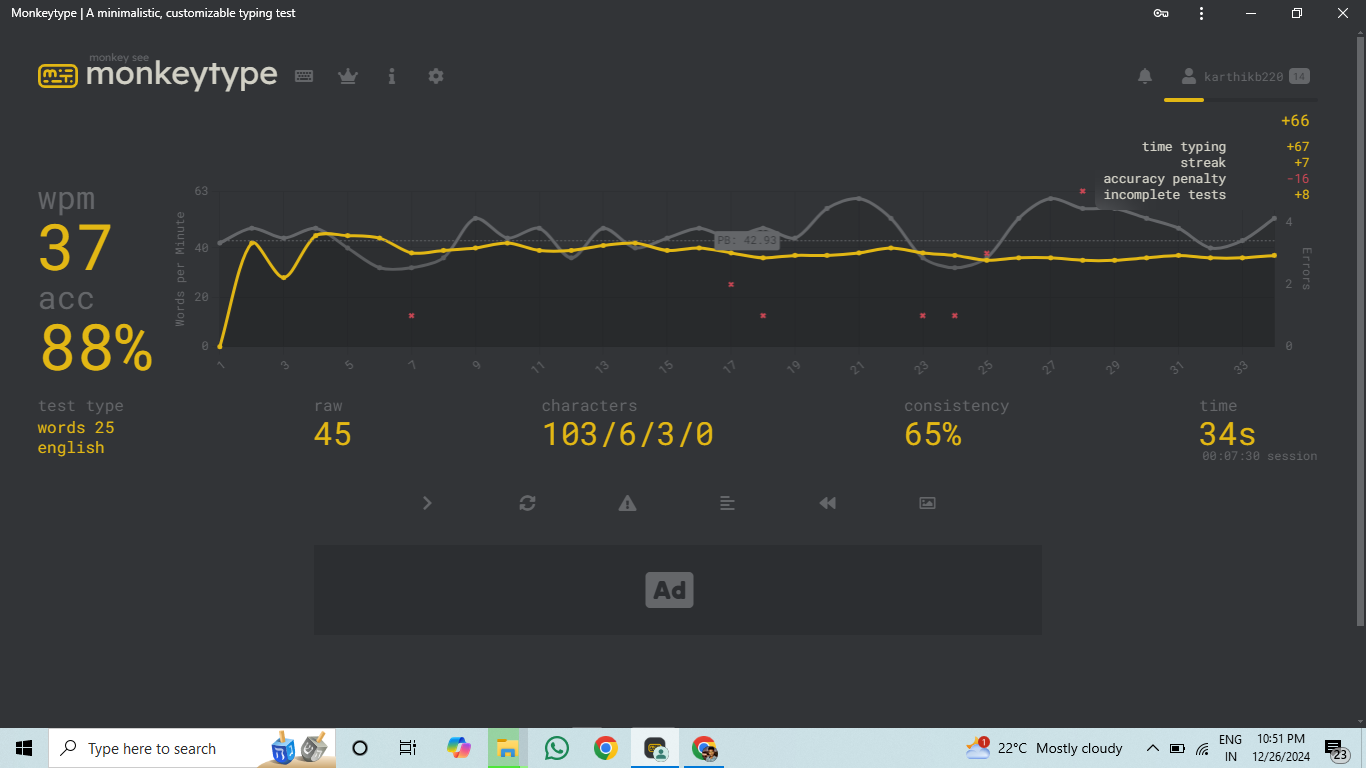 Monkeytype | A minimalistic, customizable typing test
monkey see
monkeytype
karthikb220 14
+66
time typing +67
streak +7
accuracy penalty -16
incomplete tests +8
wpm
37
acc
88%
Words per Minute
63
40
20
0
PB: 42.93
4
2
0
Errors
1 3 5 7 9 11 13 15 17 19 21 23 25 27 29 31 33
test type
words 25
english
raw
45
characters
103/6/3/0
consistency
65%
time
34s
00:07:30 session
Ad
Type here to search
1
22°C Mostly cloudy
ENG
IN
10:51 PM
12/26/2024
23